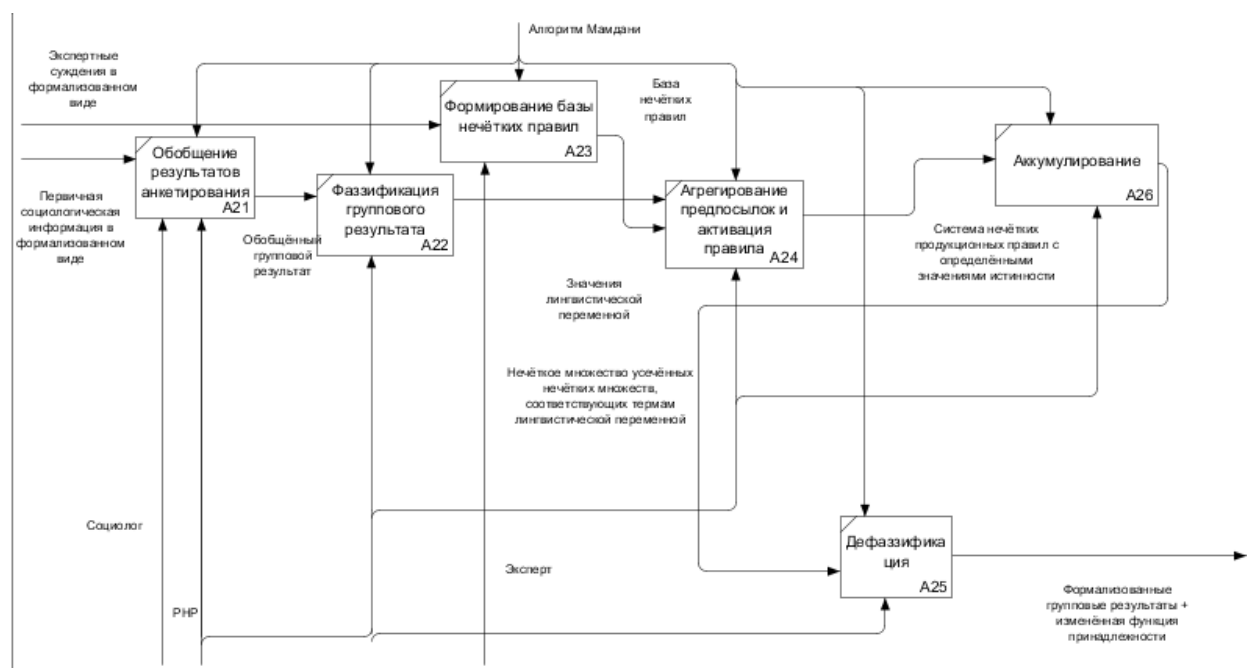 Алгоритм Мамдани
Экспертные
суждения в
формализованном
виде
База
нечётких
правил
Формирование базы
нечётких правил
A23
Обобщение
результатов
анкетирования
A21
Аккумулирование
A26
Первичная
социологическая
информация в
формализованном
виде
Фаззификация
группового
результата
A22
Агрегирование
предпосылок и
активация
правила
A24
Обобщённый
групповой
результат
Система нечётких
продукционных правил с
определёнными
значениями истинности
Значения
лингвистической
переменной
Нечёткое множество усечённых
нечётких множеств,
соответствующих термам
лингвистической переменной
Социолог
Дефаззифика
ция
A25
Эксперт
PHP
Формализованные
групповые результаты +
изменённая функция
принадлежности